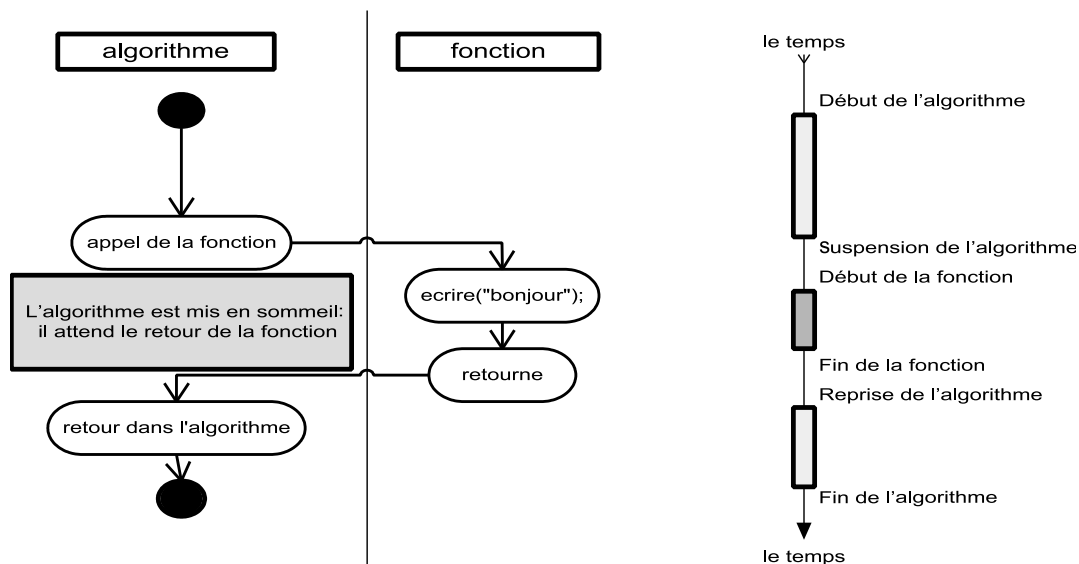 algorithme
fonction
appel de la fonction
L'algorithme est mis en sommeil:
il attend le retour de la fonction
ecrire("bonjour");
retourne
retour dans l'algorithme
le temps
Début de l'algorithme
Suspension de l'algorithme
Début de la fonction
Fin de la fonction
Reprise de l'algorithme
Fin de l'algorithme
le temps